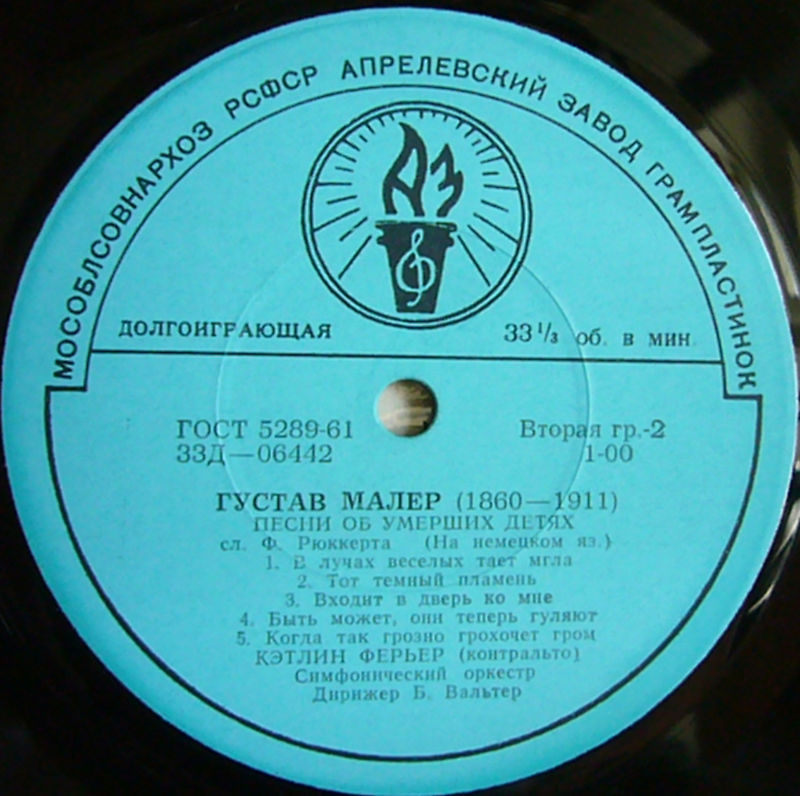 МОСОБЛСОВНАРХОЗ РСФСР АПРЕЛЕВСКИЙ ЗАВОД ГРАМПЛАСТИНОК
АЗ
ДОЛГОИГРАЮЩАЯ 33 1/3 об. в мин.
ГОСТ 5289-61 Вторая гр.-2
33Д—06442 1-00
ГУСТАВ МАЛЕР (1860—1911)
ПЕСНИ ОБ УМЕРШИХ ДЕТЯХ
сл. Ф. Рюккерта (На немецком яз.)
1. В лучах веселых тает мгла
2. Тот темный пламень
3. Входит в дверь ко мне
4. Быть может, они теперь гуляют
5. Когда так грозно грохочет гром
КЭТЛИН ФЕРЬЕР (контральто)
Симфонический оркестр
Дирижер Б. Вальтер